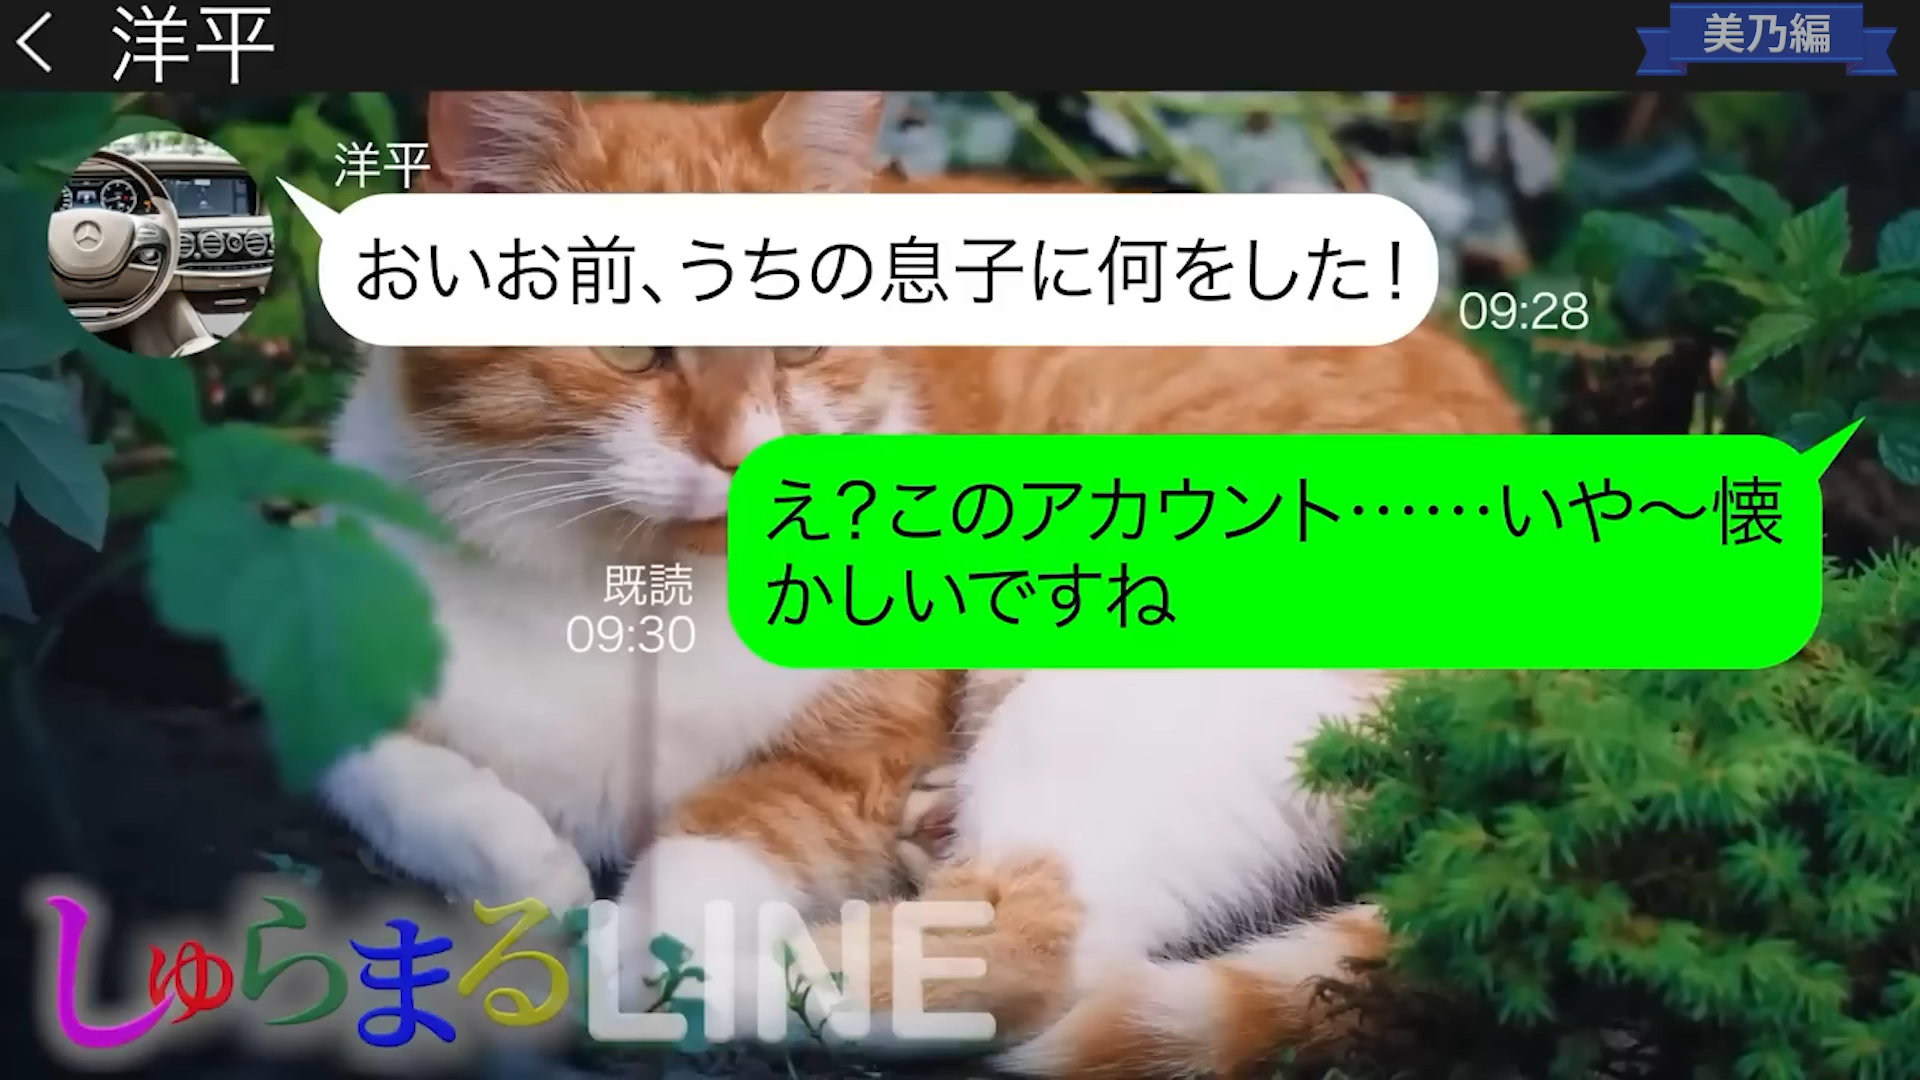 洋平
美乃編
洋平
おいお前、うちの息子に何をした!
09:28
え?このアカウント……いや〜懐
かしいですね
既読
09:30
しゅらまるLINE